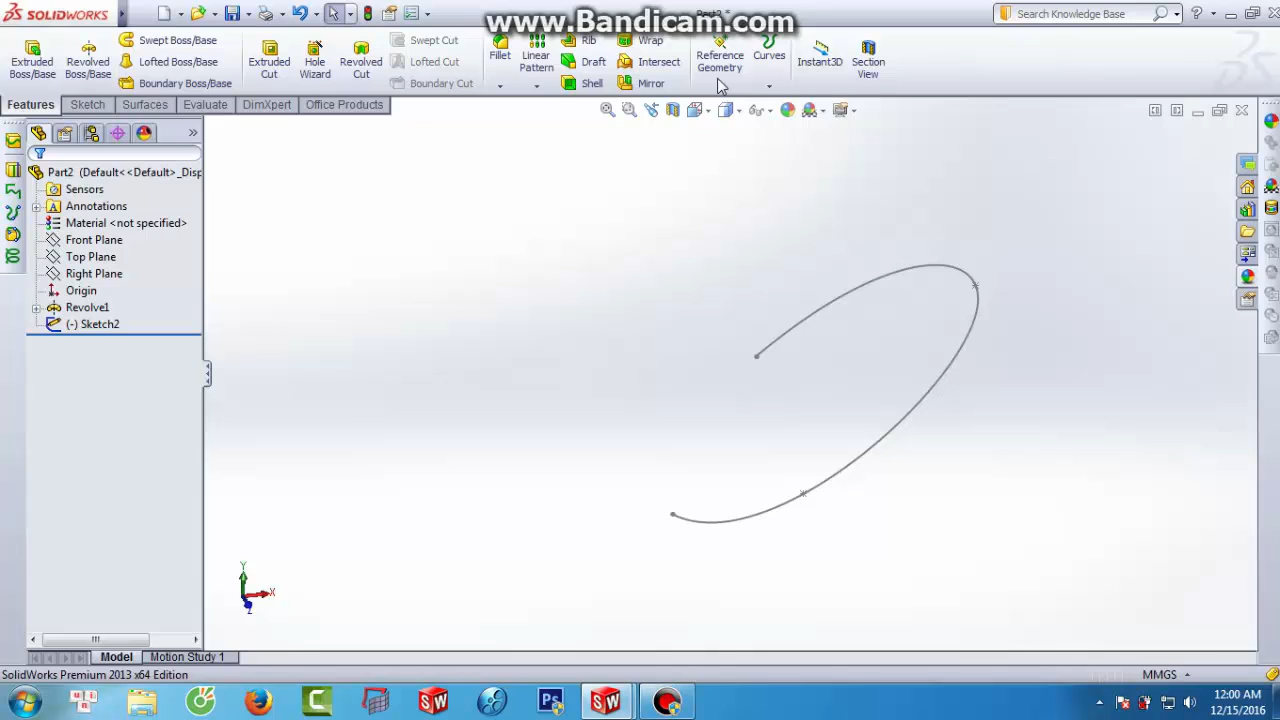 SOLIDWORKS
www.Bandicam.com
Search Knowledge Base
Extruded Boss/Base
Revolved Boss/Base
Swept Boss/Base
Lofted Boss/Base
Boundary Boss/Base
Extruded Cut
Hole Wizard
Revolved Cut
Swept Cut
Lofted Cut
Boundary Cut
Fillet
Linear Pattern
Rib
Draft
Shell
Wrap
Intersect
Mirror
Reference Geometry
Curves
Instant3D
Section View
Features
Sketch
Surfaces
Evaluate
DimXpert
Office Products
Part2 (Default<<Default>_Disp
Sensors
Annotations
Material <not specified>
Front Plane
Top Plane
Right Plane
Origin
Revolve1
(-) Sketch2
Y
X
Z
Model
Motion Study 1
SolidWorks Premium 2013 x64 Edition
MMGS
12:00 AM
12/15/2016